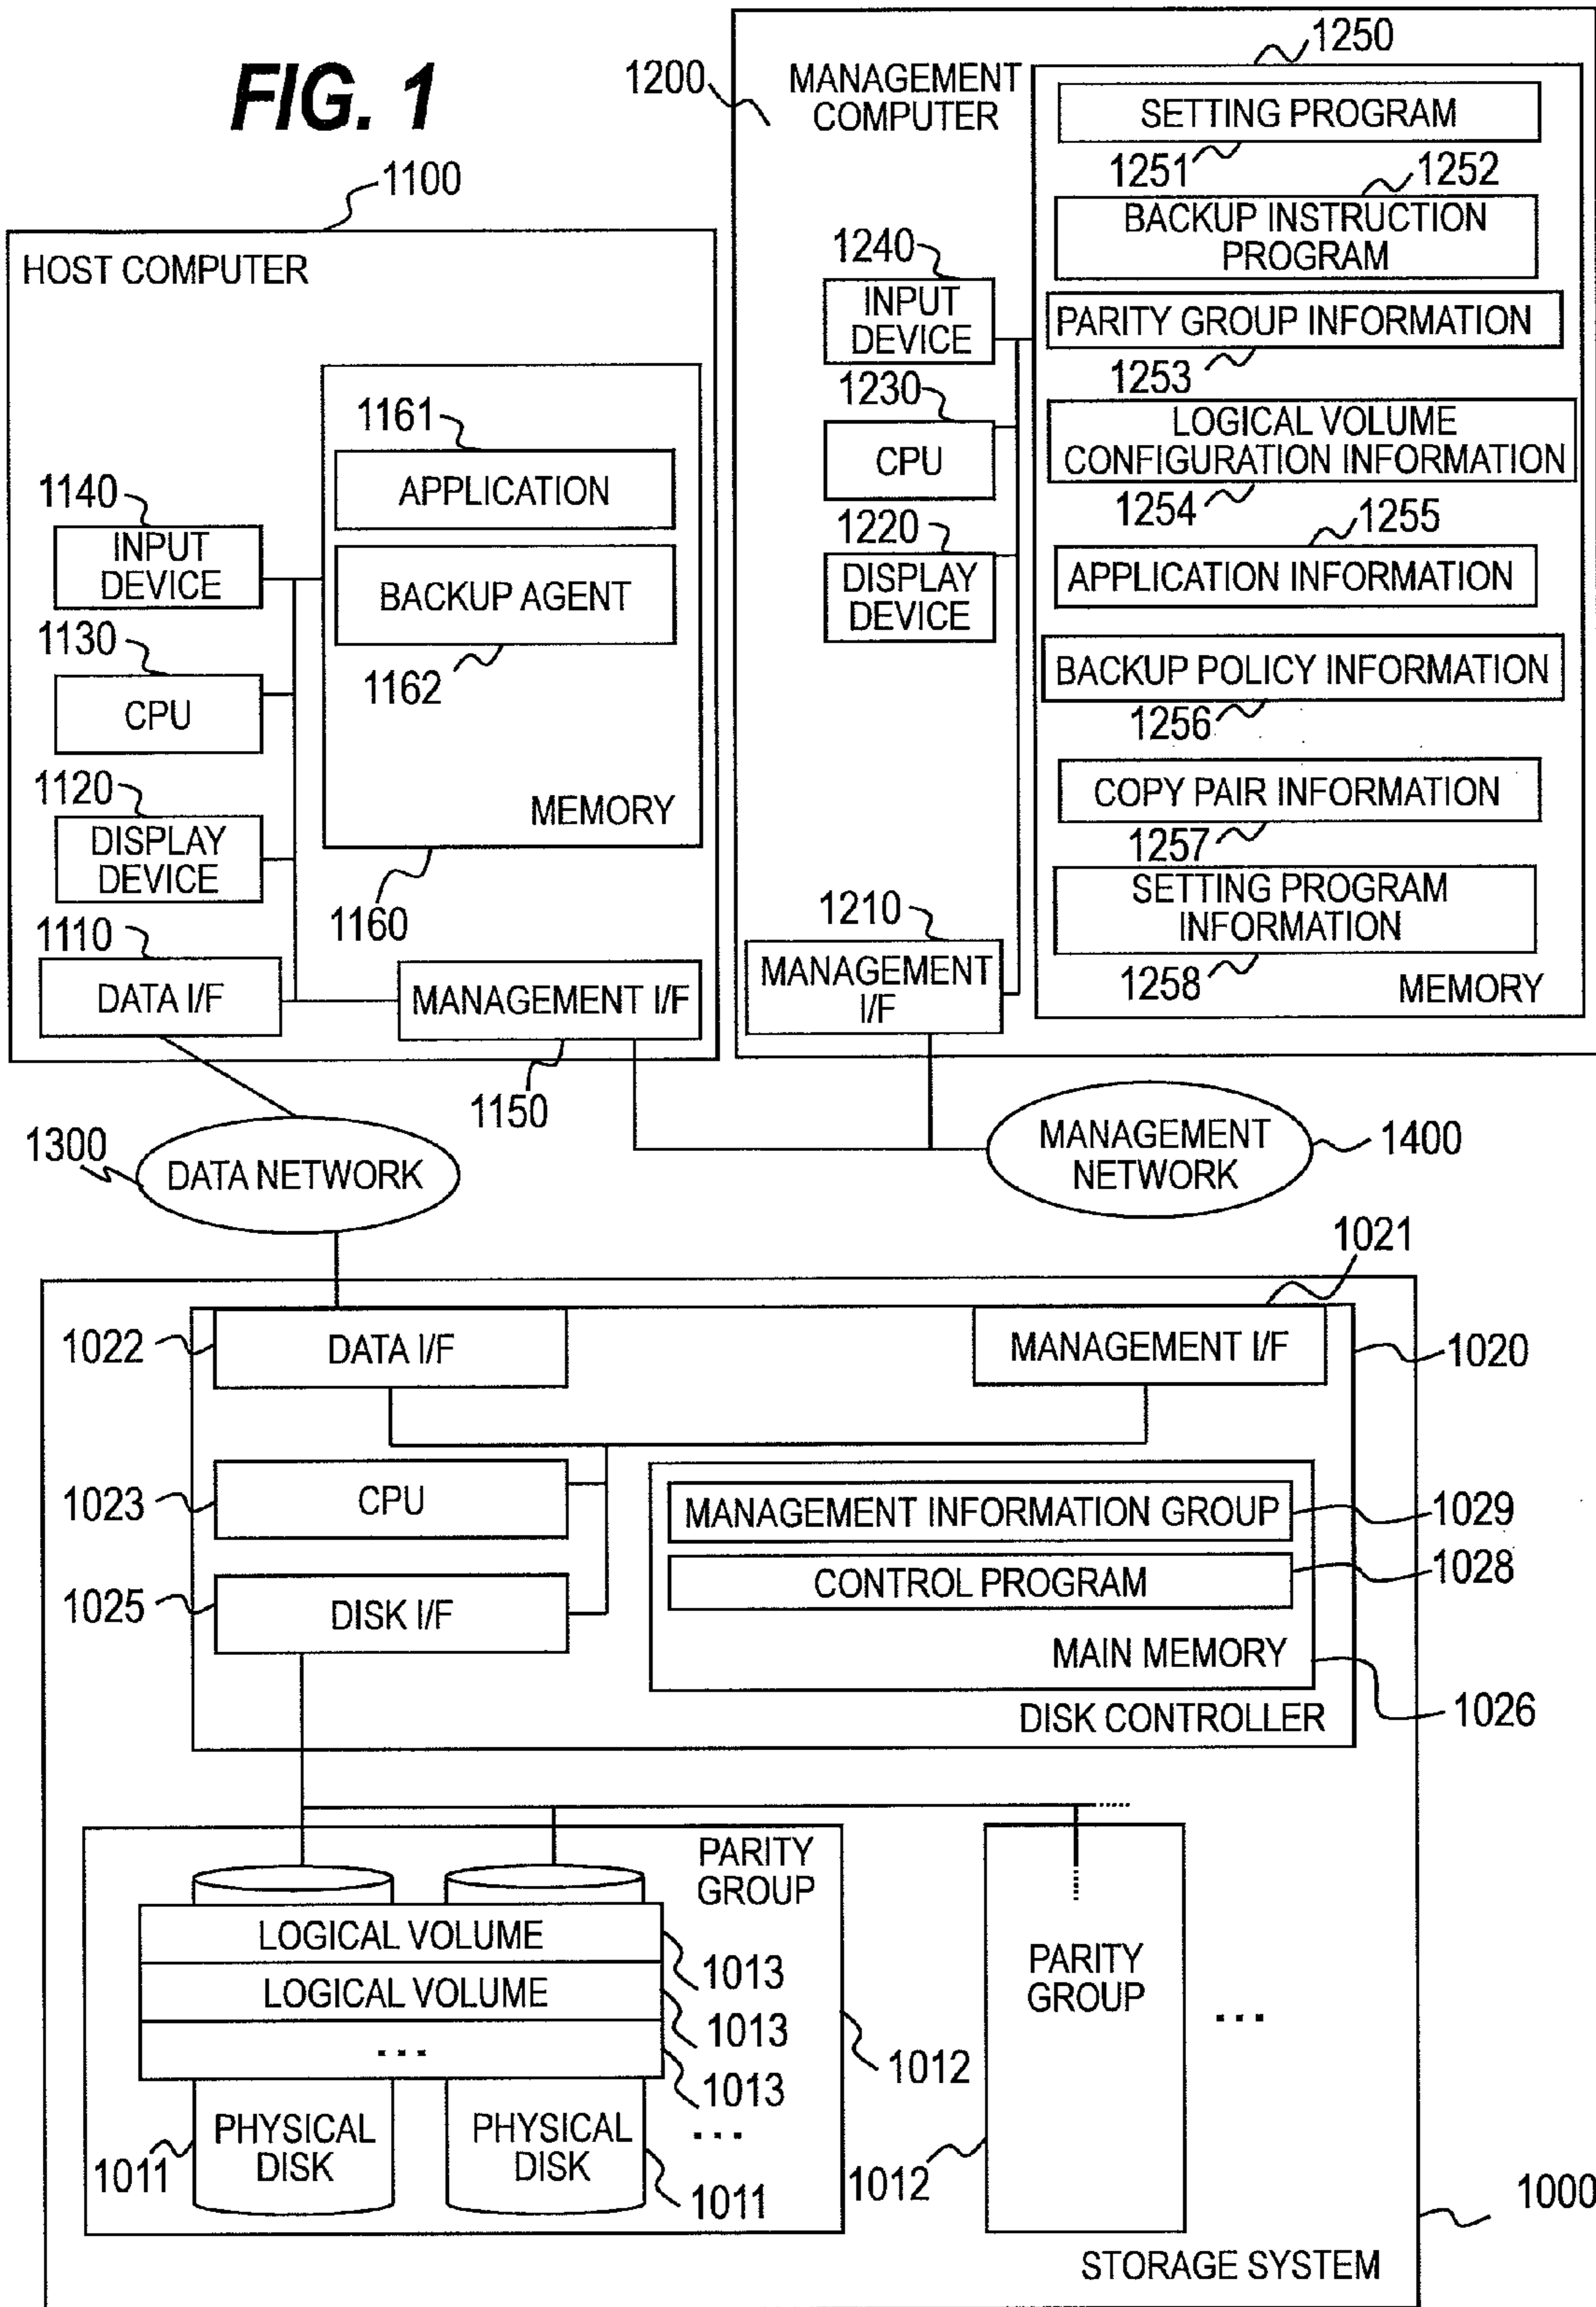 FIG. 1
1100
HOST COMPUTER
1161
APPLICATION
BACKUP AGENT
1162
MEMORY
1160
1140
INPUT
DEVICE
1130
CPU
1120
DISPLAY
DEVICE
1110
DATA I/F
MANAGEMENT I/F
1150
1200
MANAGEMENT
COMPUTER
1250
SETTING PROGRAM
1251
1252
BACKUP INSTRUCTION
PROGRAM
PARITY GROUP INFORMATION
1253
LOGICAL VOLUME
CONFIGURATION INFORMATION
1254
1255
APPLICATION INFORMATION
BACKUP POLICY INFORMATION
1256
COPY PAIR INFORMATION
1257
SETTING PROGRAM
INFORMATION
1258
MEMORY
1240
INPUT
DEVICE
1230
CPU
1220
DISPLAY
DEVICE
1210
MANAGEMENT
I/F
1300
DATA NETWORK
MANAGEMENT
NETWORK
1400
1021
1022
DATA I/F
MANAGEMENT I/F
1020
1023
CPU
MANAGEMENT INFORMATION GROUP
1029
CONTROL PROGRAM
1028
1025
DISK I/F
MAIN MEMORY
1026
DISK CONTROLLER
PARITY
GROUP
LOGICAL VOLUME
1013
LOGICAL VOLUME
1013
...
1013
1012
PHYSICAL
DISK
1011
PHYSICAL
DISK
1011
...
PARITY
GROUP
...
1012
1000
STORAGE SYSTEM